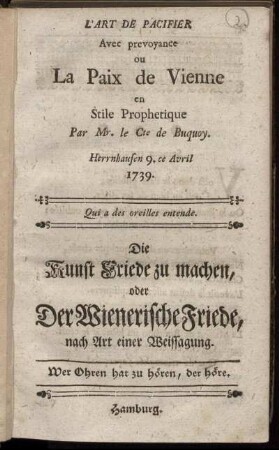 L'ART DE PACIFIER
Avec prevoyance
ou
La Paix de Vienne
en
Stile Prophetique
Par Mr. le Cte de Buquoy.
Herrnhausen 9. ce Avril
1739.
Qui a des oreilles entende.
Die
Kunst Friede zu machen,
oder
Der Wienerische Friede,
nach Art einer Weissagung.
Wer Ohren hat zu hören, der höre.
Hamburg.